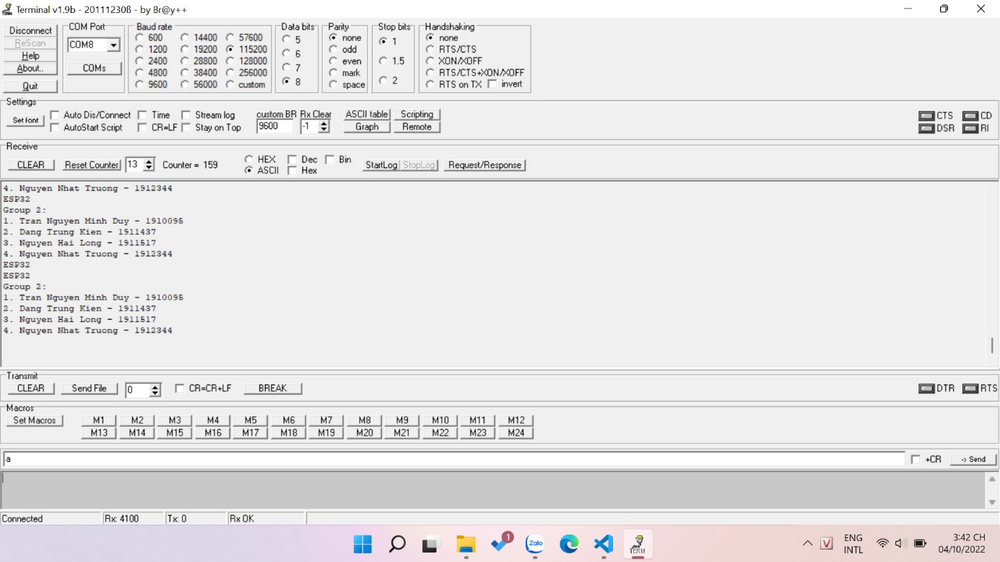 Terminal v1.9b - 20111230ß - by Br@y++
Disconnect
ReScan
Help
About..
Quit
COM Port
COM8
COMs
Baud rate
600 14400 57600
1200 19200 115200
2400 28800 128000
4800 38400 256000
9600 56000 custom
Data bits
5
6
7
8
Parity
none
odd
even
mark
space
Stop bits
1
1.5
2
Handshaking
none
RTS/CTS
XON/XOFF
RTS/CTS+XON/XOFF
RTS on TX invert
Settings
Set font
Auto Dis/Connect Time Stream log
AutoStart Script CR=LF Stay on Top
custom BR Rx Clear
9600 -1
ASCII table Scripting
Graph Remote
CTS CD
DSR RI
Receive
CLEAR Reset Counter 13 Counter = 159
HEX Dec Bin
ASCII Hex
StartLog StopLog Request/Response
4. Nguyen Nhat Truong - 1912344
ESP32
Group 2:
1. Tran Nguyen Minh Duy - 1910095
2. Dang Trung Kien - 1911437
3. Nguyen Hai Long - 1911517
4. Nguyen Nhat Truong - 1912344
ESP32
ESP32
Group 2:
1. Tran Nguyen Minh Duy - 1910095
2. Dang Trung Kien - 1911437
3. Nguyen Hai Long - 1911517
4. Nguyen Nhat Truong - 1912344
Transmit
CLEAR Send File 0 CR=CR+LF BREAK DTR RTS
Macros
Set Macros M1 M2 M3 M4 M5 M6 M7 M8 M9 M10 M11 M12
M13 M14 M15 M16 M17 M18 M19 M20 M21 M22 M23 M24
a +CR -> Send
Connected Rx: 4100 Tx: 0 Rx OK
1
Zalo
TERM
V
ENG
INTL
3:42 CH
04/10/2022